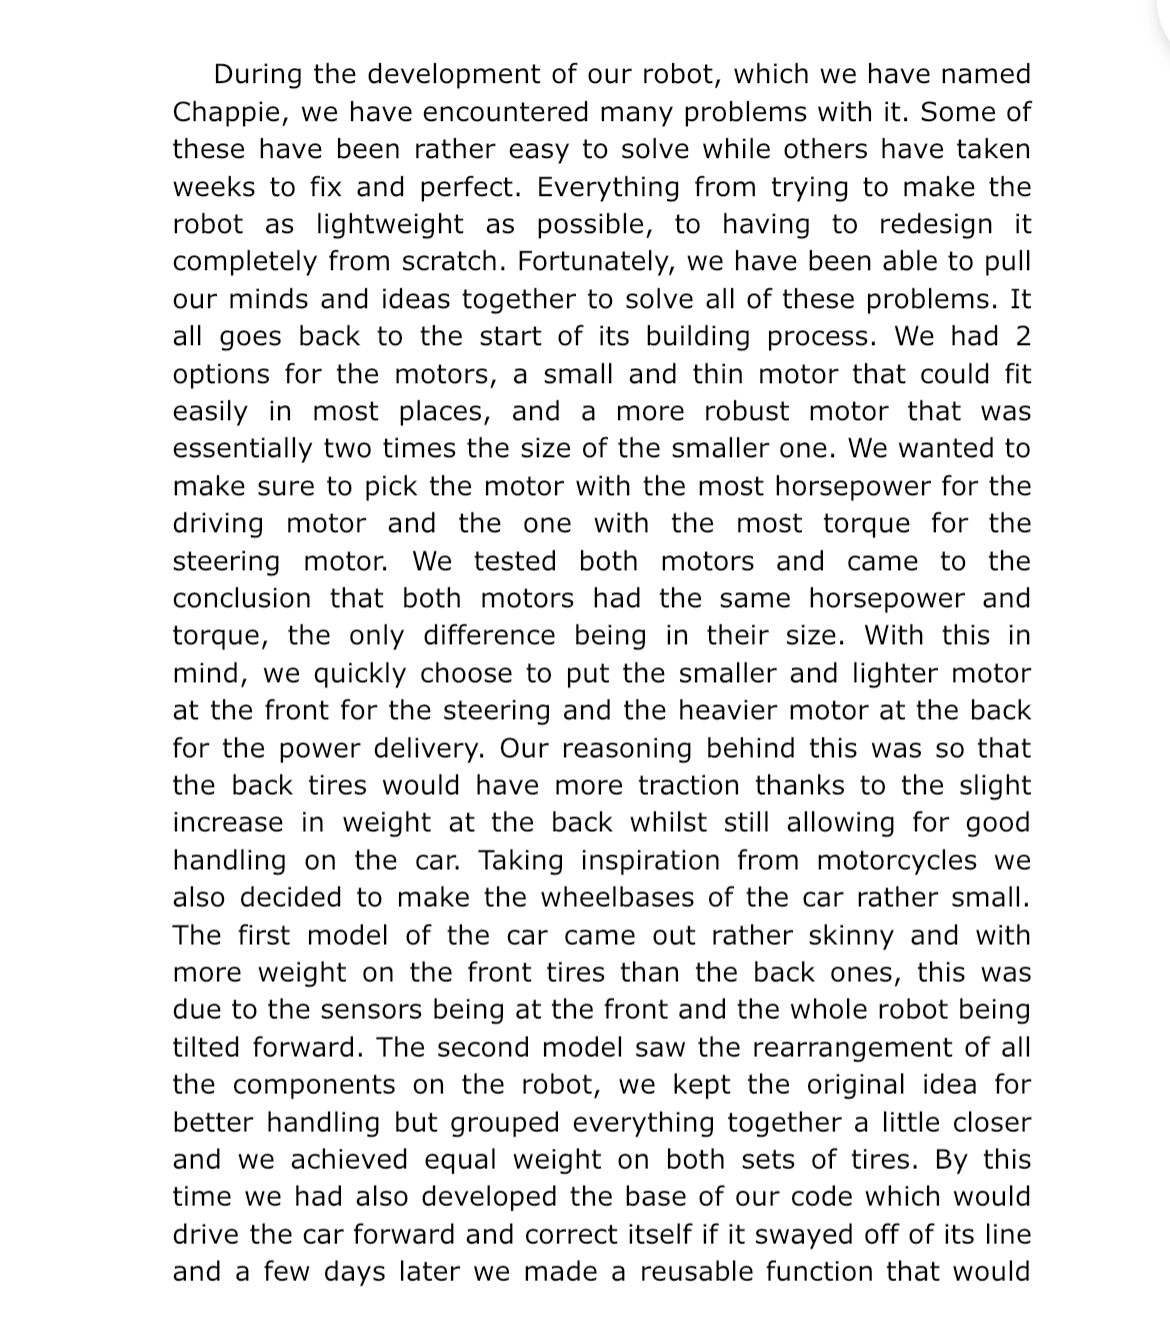 During the development of our robot, which we have named
Chappie, we have encountered many problems with it. Some of
these have been rather easy to solve while others have taken
weeks to fix and perfect. Everything from trying to make the
robot as lightweight as possible, to having to redesign it
completely from scratch. Fortunately, we have been able to pull
our minds and ideas together to solve all of these problems. It
all goes back to the start of its building process. We had 2
options for the motors, a small and thin motor that could fit
easily in most places, and a more robust motor that was
essentially two times the size of the smaller one. We wanted to
make sure to pick the motor with the most horsepower for the
driving motor and the one with the most torque for the
steering motor. We tested both motors and came to the
conclusion that both motors had the same horsepower and
torque, the only difference being in their size. With this in
mind, we quickly choose to put the smaller and lighter motor
at the front for the steering and the heavier motor at the back
for the power delivery. Our reasoning behind this was so that
the back tires would have more traction thanks to the slight
increase in weight at the back whilst still allowing for good
handling on the car. Taking inspiration from motorcycles we
also decided to make the wheelbases of the car rather small.
The first model of the car came out rather skinny and with
more weight on the front tires than the back ones, this was
due to the sensors being at the front and the whole robot being
tilted forward. The second model saw the rearrangement of all
the components on the robot, we kept the original idea for
better handling but grouped everything together a little closer
and we achieved equal weight on both sets of tires. By this
time we had also developed the base of our code which would
drive the car forward and correct itself if it swayed off of its line
and a few days later we made a reusable function that would